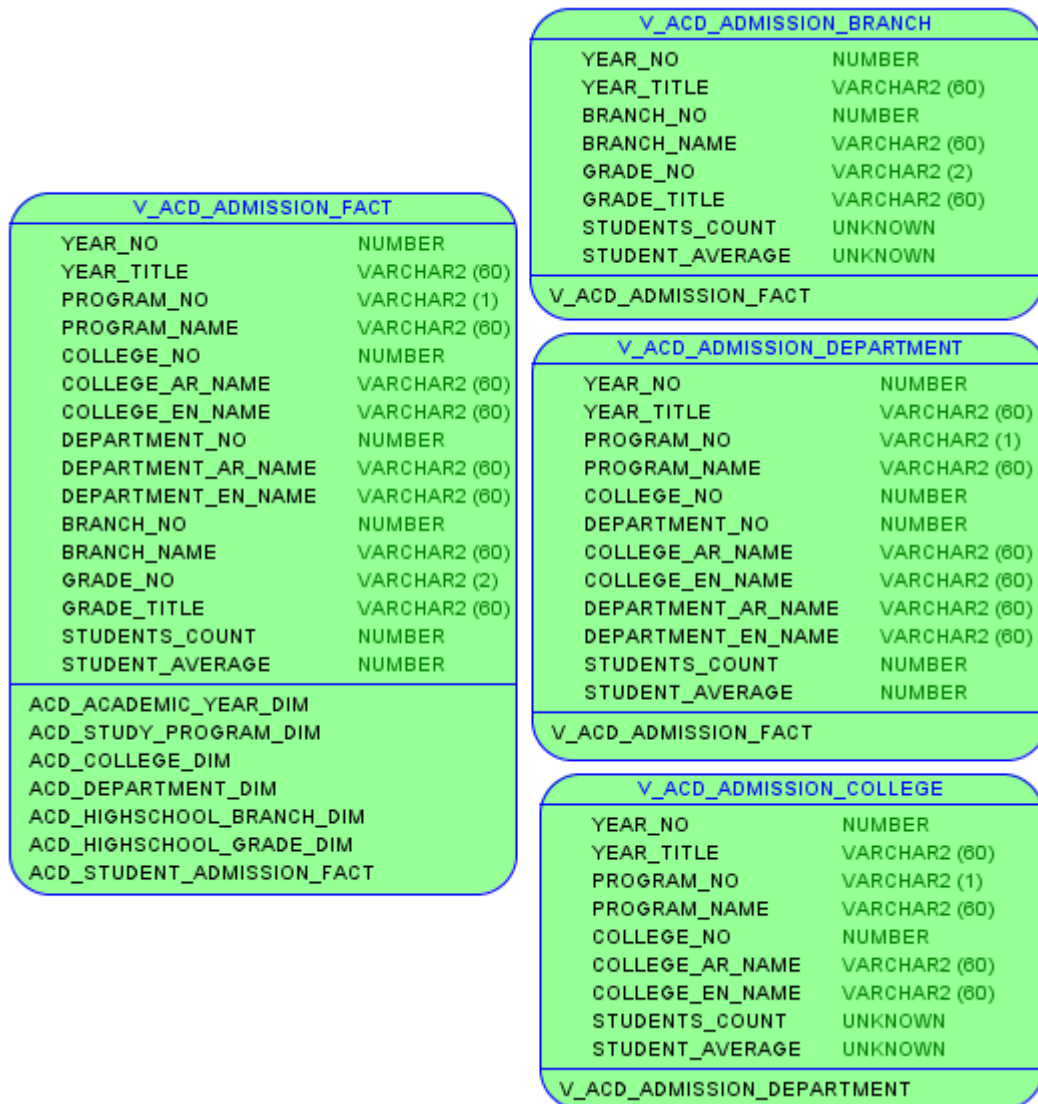 V_ACD_ADMISSION_FACT
YEAR_NO NUMBER
YEAR_TITLE VARCHAR2 (60)
PROGRAM_NO VARCHAR2 (1)
PROGRAM_NAME VARCHAR2 (60)
COLLEGE_NO NUMBER
COLLEGE_AR_NAME VARCHAR2 (60)
COLLEGE_EN_NAME VARCHAR2 (60)
DEPARTMENT_NO NUMBER
DEPARTMENT_AR_NAME VARCHAR2 (60)
DEPARTMENT_EN_NAME VARCHAR2 (60)
BRANCH_NO NUMBER
BRANCH_NAME VARCHAR2 (60)
GRADE_NO VARCHAR2 (2)
GRADE_TITLE VARCHAR2 (60)
STUDENTS_COUNT NUMBER
STUDENT_AVERAGE NUMBER
ACD_ACADEMIC_YEAR_DIM
ACD_STUDY_PROGRAM_DIM
ACD_COLLEGE_DIM
ACD_DEPARTMENT_DIM
ACD_HIGHSCHOOL_BRANCH_DIM
ACD_HIGHSCHOOL_GRADE_DIM
ACD_STUDENT_ADMISSION_FACT
V_ACD_ADMISSION_BRANCH
YEAR_NO NUMBER
YEAR_TITLE VARCHAR2 (60)
BRANCH_NO NUMBER
BRANCH_NAME VARCHAR2 (60)
GRADE_NO VARCHAR2 (2)
GRADE_TITLE VARCHAR2 (60)
STUDENTS_COUNT UNKNOWN
STUDENT_AVERAGE UNKNOWN
V_ACD_ADMISSION_FACT
V_ACD_ADMISSION_DEPARTMENT
YEAR_NO NUMBER
YEAR_TITLE VARCHAR2 (60)
PROGRAM_NO VARCHAR2 (1)
PROGRAM_NAME VARCHAR2 (60)
COLLEGE_NO NUMBER
DEPARTMENT_NO NUMBER
COLLEGE_AR_NAME VARCHAR2 (60)
COLLEGE_EN_NAME VARCHAR2 (60)
DEPARTMENT_AR_NAME VARCHAR2 (60)
DEPARTMENT_EN_NAME VARCHAR2 (60)
STUDENTS_COUNT NUMBER
STUDENT_AVERAGE NUMBER
V_ACD_ADMISSION_FACT
V_ACD_ADMISSION_COLLEGE
YEAR_NO NUMBER
YEAR_TITLE VARCHAR2 (60)
PROGRAM_NO VARCHAR2 (1)
PROGRAM_NAME VARCHAR2 (60)
COLLEGE_NO NUMBER
COLLEGE_AR_NAME VARCHAR2 (60)
COLLEGE_EN_NAME VARCHAR2 (60)
STUDENTS_COUNT UNKNOWN
STUDENT_AVERAGE UNKNOWN
V_ACD_ADMISSION_DEPARTMENT